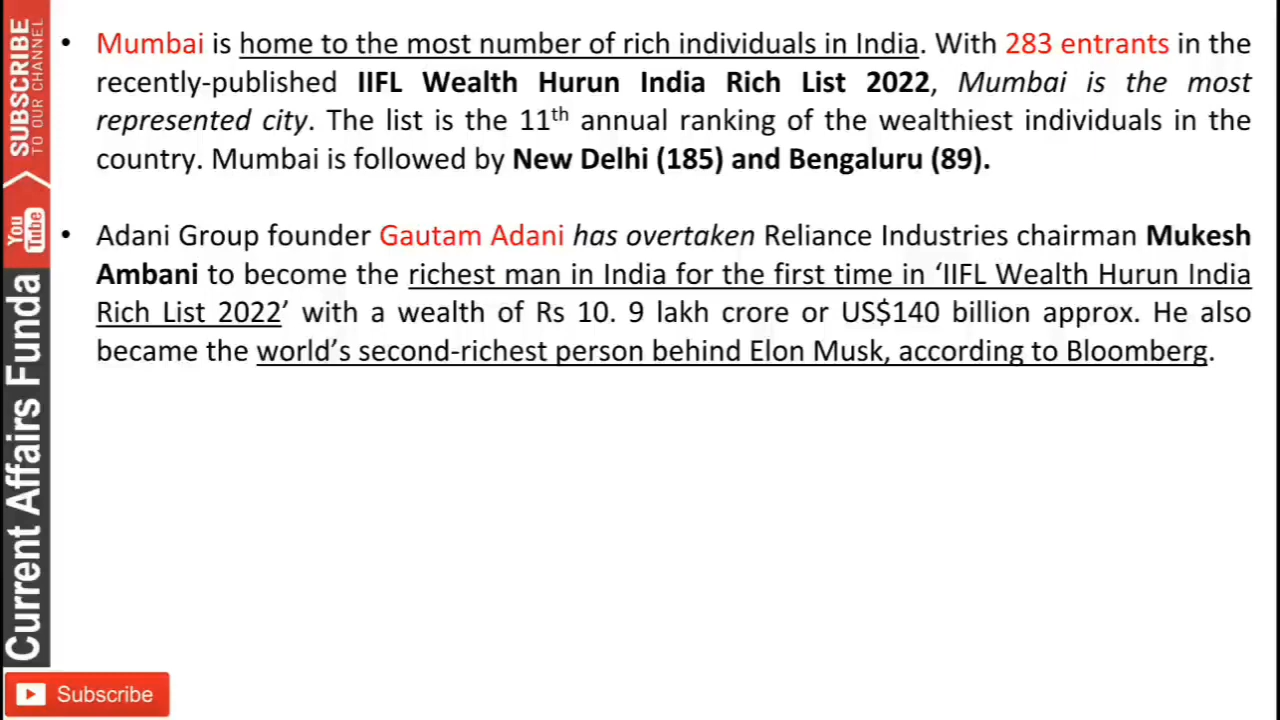 • Mumbai is home to the most number of rich individuals in India. With 283 entrants in the
recently-published IIFL Wealth Hurun India Rich List 2022, Mumbai is the most
represented city. The list is the 11th annual ranking of the wealthiest individuals in the
country. Mumbai is followed by New Delhi (185) and Bengaluru (89).
• Adani Group founder Gautam Adani has overtaken Reliance Industries chairman Mukesh
Ambani to become the richest man in India for the first time in ‘IIFL Wealth Hurun India
Rich List 2022’ with a wealth of Rs 10. 9 lakh crore or US$140 billion approx. He also
became the world’s second-richest person behind Elon Musk, according to Bloomberg.
SUBSCRIBE
TO OUR CHANNEL
You
Tube
Current Affairs Funda
Subscribe